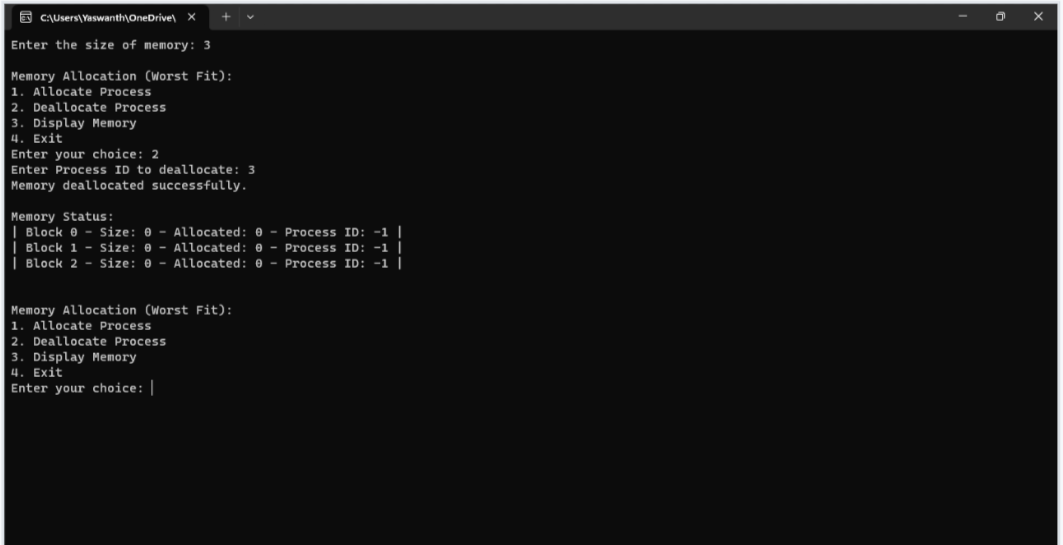 C:\Users\Yaswanth\OneDrive\
Enter the size of memory: 3
Memory Allocation (Worst Fit):
1. Allocate Process
2. Deallocate Process
3. Display Memory
4. Exit
Enter your choice: 2
Enter Process ID to deallocate: 3
Memory deallocated successfully.
Memory Status:
| Block 0 - Size: 0 - Allocated: 0 - Process ID: -1 |
| Block 1 - Size: 0 - Allocated: 0 - Process ID: -1 |
| Block 2 - Size: 0 - Allocated: 0 - Process ID: -1 |
Memory Allocation (Worst Fit):
1. Allocate Process
2. Deallocate Process
3. Display Memory
4. Exit
Enter your choice: